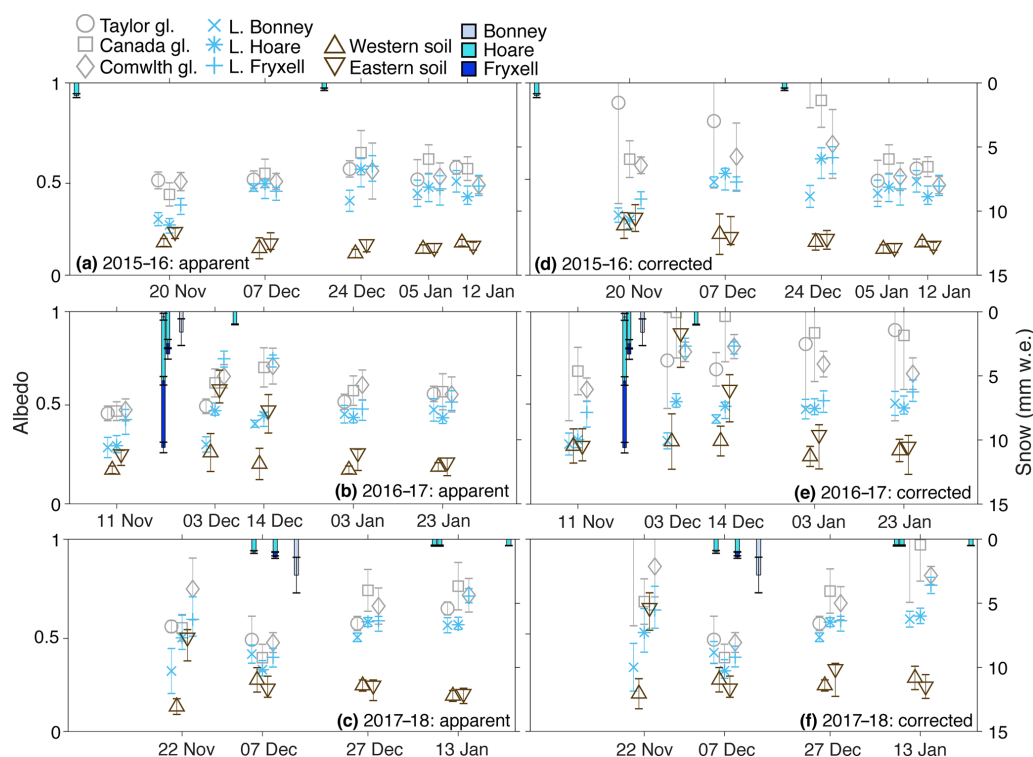 Taylor gl.
Canada gl.
Comwlth gl.
L. Bonney
L. Hoare
L. Fryxell
Western soil
Eastern soil
Bonney
Hoare
Fryxell
1
0.5
0
(a) 2015–16: apparent
20 Nov 07 Dec 24 Dec 05 Jan 12 Jan
0
5
10
15
(d) 2015–16: corrected
20 Nov 07 Dec 24 Dec 05 Jan 12 Jan
Albedo
1
0.5
0
(b) 2016–17: apparent
11 Nov 03 Dec 14 Dec 03 Jan 23 Jan
0
5
10
15
Snow (mm w.e.)
(e) 2016–17: corrected
11 Nov 03 Dec 14 Dec 03 Jan 23 Jan
1
0.5
0
(c) 2017–18: apparent
22 Nov 07 Dec 27 Dec 13 Jan
0
5
10
15
(f) 2017–18: corrected
22 Nov 07 Dec 27 Dec 13 Jan